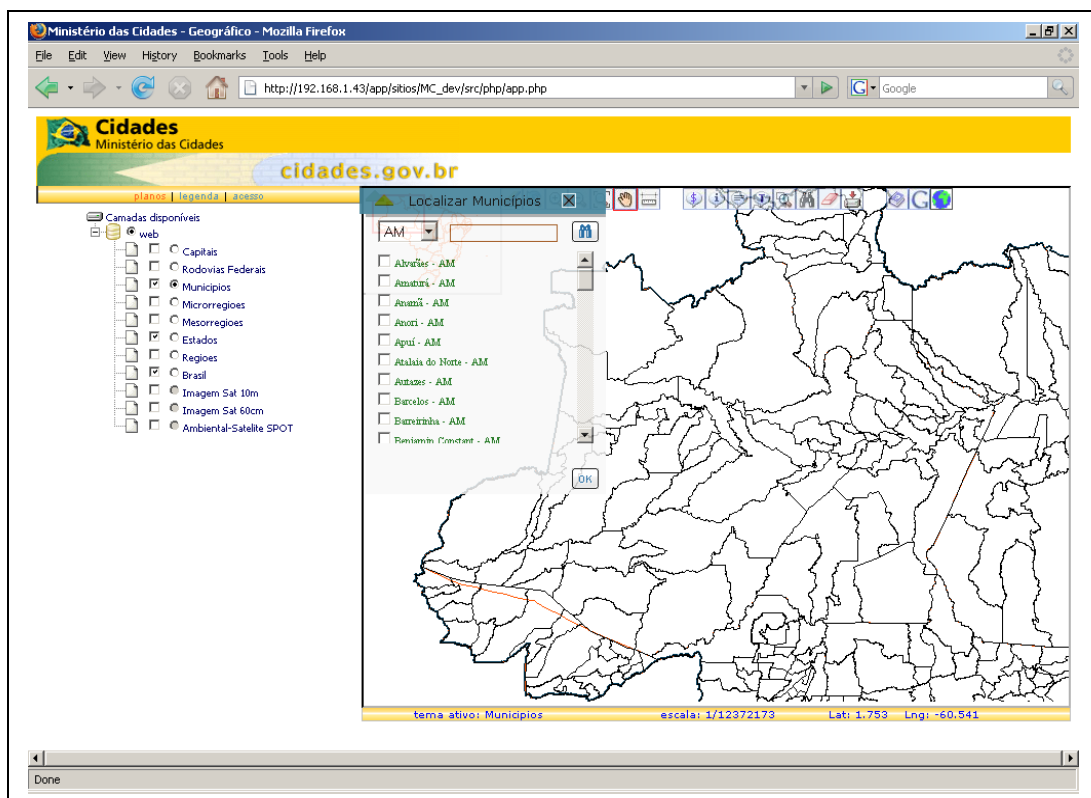 Ministério das Cidades - Geográfico - Mozilla Firefox
File Edit View History Bookmarks Tools Help
http://192.168.1.43/app/sitios/MC_dev/src/php/app.php
G Google
Cidades
Ministério das Cidades
cidades.gov.br
planos | legenda | acesso
Localizar Municípios
Camadas disponíveis
web
Capitais
Rodovias Federais
Municipios
Microrregioes
Mesorregioes
Estados
Regioes
Brasil
Imagem Sat 10m
Imagem Sat 60cm
Ambiental-Satelite SPOT
AM
Alvarães - AM
Amaturá - AM
Anamã - AM
Anori - AM
Apuí - AM
Atalaia do Norte - AM
Autazes - AM
Barcelos - AM
Barreirinha - AM
Benjamin Constant - AM
OK
tema ativo: Municipios escala: 1/12372173 Lat: 1.753 Lng: -60.541
Done